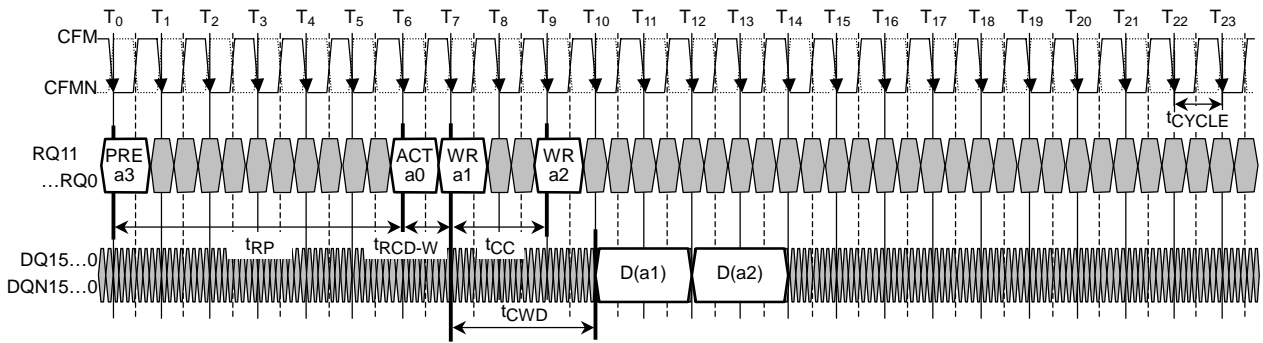 T0 T1 T2 T3 T4 T5 T6 T7 T8 T9 T10 T11 T12 T13 T14 T15 T16 T17 T18 T19 T20 T21 T22 T23
CFM
CFMN
tCYCLE
RQ11
...RQ0
PRE
a3
ACT
a0
WR
a1
WR
a2
tRP
tRCD-W
tCC
DQ15...0
DQN15...0
D(a1)
D(a2)
tCWD